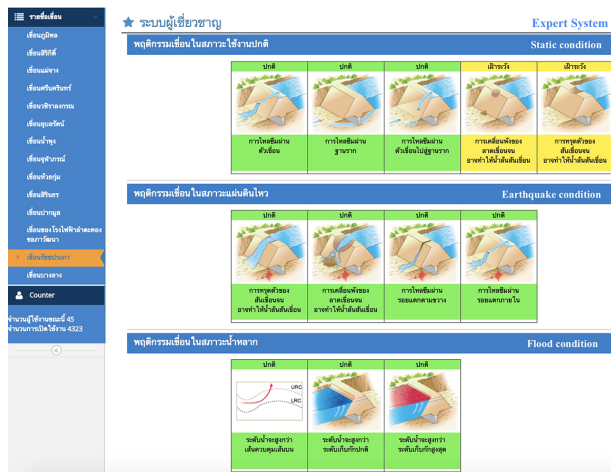 รายชื่อเขื่อน
เขื่อนภูมิพล
เขื่อนสิริกิติ์
เขื่อนแม่จาง
เขื่อนศรีนครินทร์
เขื่อนวชิราลงกรณ
เขื่อนอุบลรัตน์
เขื่อนน้ำพุง
เขื่อนจุฬาภรณ์
เขื่อนห้วยกุ่ม
เขื่อนสิรินธร
เขื่อนปากมูล
เขื่อนของโรงไฟฟ้าลำตะคอง
ชลภาวัฒนา
เขื่อนรัชชประภา
เขื่อนบางลาง
Counter
จำนวนผู้ใช้งานขณะนี้ 45
จำนวนการเปิดใช้งาน 4323
ระบบผู้เชี่ยวชาญ Expert System
พฤติกรรมเขื่อนในสภาวะใช้งานปกติ Static condition
ปกติ ปกติ ปกติ เฝ้าระวัง เฝ้าระวัง
การไหลซึมผ่าน การไหลซึมผ่าน การไหลซึมผ่าน การเคลื่อนพังของ การทรุดตัวของ
ตัวเขื่อน ฐานราก ตัวเขื่อนไปสู่ฐานราก ลาดเขื่อนจน สันเขื่อนจน
อาจทำให้น้ำล้นสันเขื่อน อาจทำให้น้ำล้นสันเขื่อน
พฤติกรรมเขื่อนในสภาวะแผ่นดินไหว Earthquake condition
ปกติ ปกติ ปกติ ปกติ
การทรุดตัวของ การเคลื่อนพังของ การไหลซึมผ่าน การไหลซึมผ่าน
สันเขื่อนจน ลาดเขื่อนจน รอยแตกตามขวาง รอยแตกภายใน
อาจทำให้น้ำล้นสันเขื่อน อาจทำให้น้ำล้นสันเขื่อน
พฤติกรรมเขื่อนในสภาวะน้ำหลาก Flood condition
ปกติ ปกติ ปกติ
URC
LRC
ระดับน้ำจะสูงกว่า ระดับน้ำจะสูงกว่า ระดับน้ำจะสูงกว่า
เส้นควบคุมเส้นบน ระดับเก็บกักปกติ ระดับเก็บกักสูงสุด